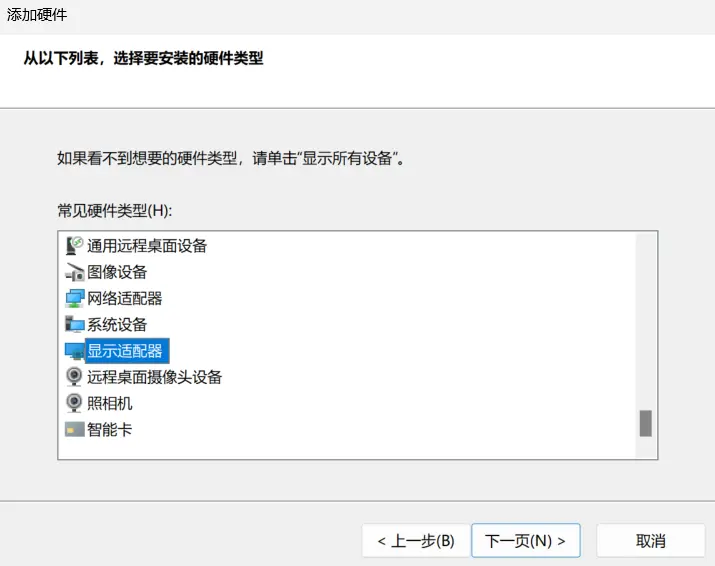 添加硬件
从以下列表，选择要安装的硬件类型
如果看不到想要的硬件类型，请单击“显示所有设备”。
常见硬件类型(H):
通用远程桌面设备
图像设备
网络适配器
系统设备
显示适配器
远程桌面摄像头设备
照相机
智能卡
< 上一步(B)
下一页(N) >
取消